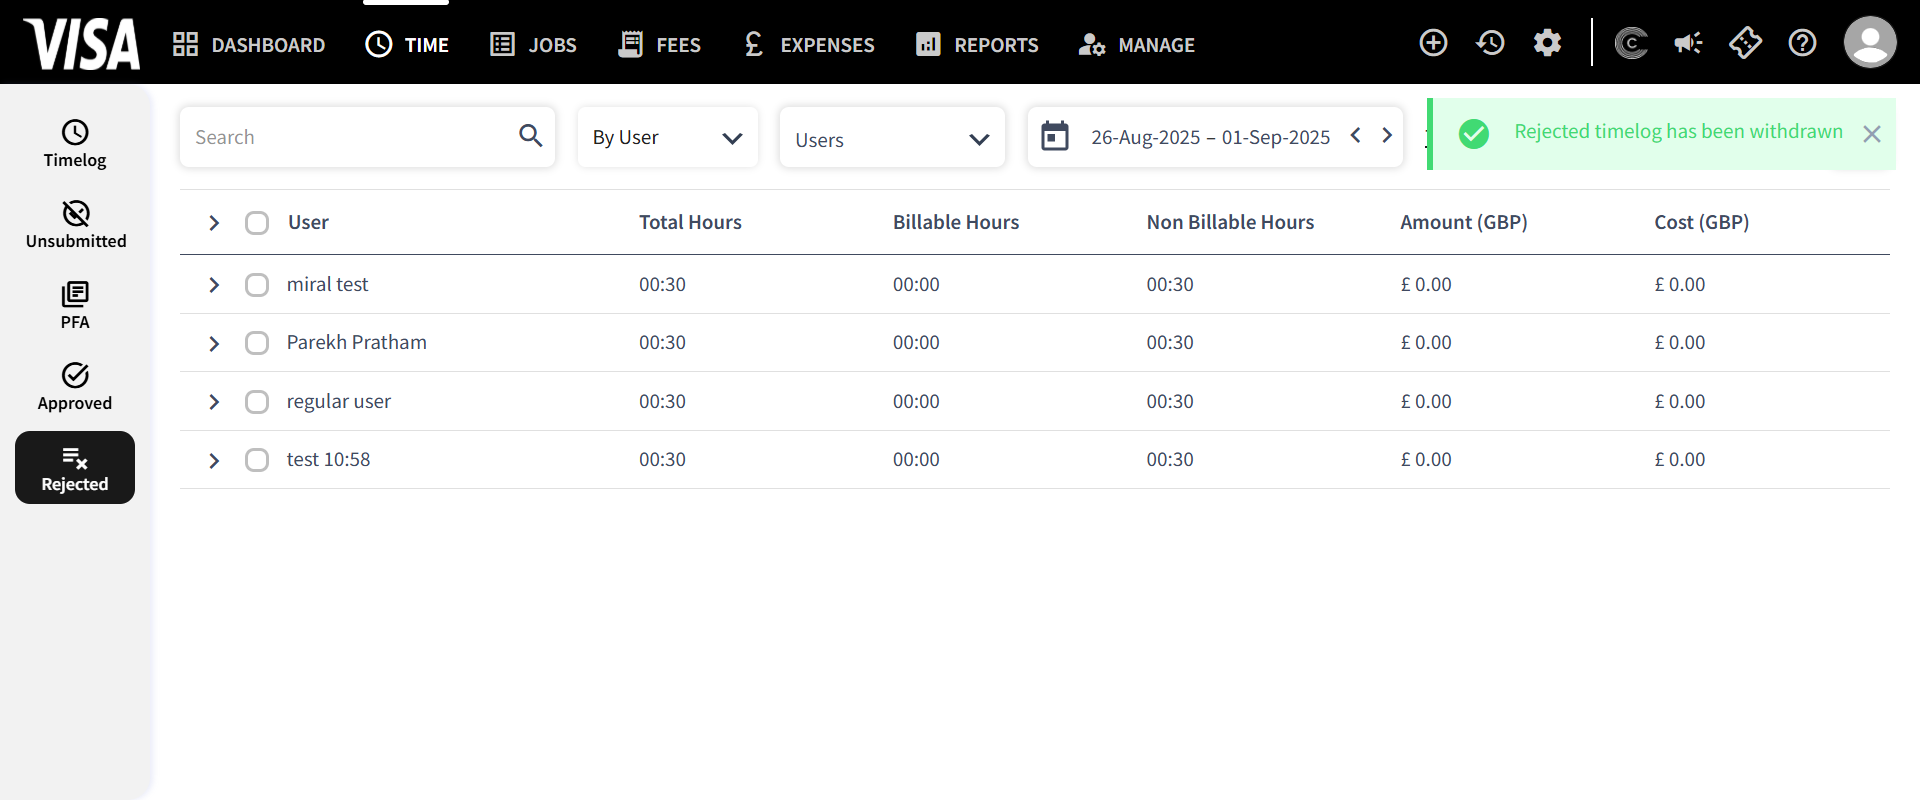 VISA DASHBOARD TIME JOBS FEES £ EXPENSES REPORTS MANAGE
Timelog
Unsubmitted
PFA
Approved
Rejected
Search By User Users 26-Aug-2025 – 01-Sep-2025
Rejected timelog has been withdrawn
User Total Hours Billable Hours Non Billable Hours Amount (GBP) Cost (GBP)
miral test 00:30 00:00 00:30 £ 0.00 £ 0.00
Parekh Pratham 00:30 00:00 00:30 £ 0.00 £ 0.00
regular user 00:30 00:00 00:30 £ 0.00 £ 0.00
test 10:58 00:30 00:00 00:30 £ 0.00 £ 0.00